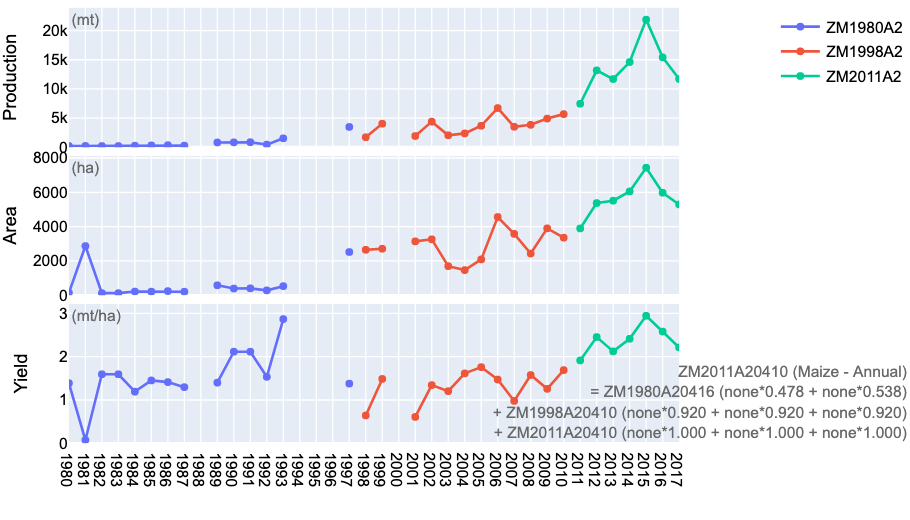 (mt)
Production
20k
15k
10k
5k
0
ZM1980A2
ZM1998A2
ZM2011A2
(ha)
Area
8000
6000
4000
2000
0
(mt/ha)
Yield
3
2
1
0
ZM2011A20410 (Maize - Annual)
= ZM1980A20416 (none*0.478 + none*0.538)
+ ZM1998A20410 (none*0.920 + none*0.920 + none*0.920)
+ ZM2011A20410 (none*1.000 + none*1.000 + none*1.000)
1980
1981
1982
1983
1984
1985
1986
1987
1988
1989
1990
1991
1992
1993
1994
1995
1996
1997
1998
1999
2000
2001
2002
2003
2004
2005
2006
2007
2008
2009
2010
2011
2012
2013
2014
2015
2016
2017